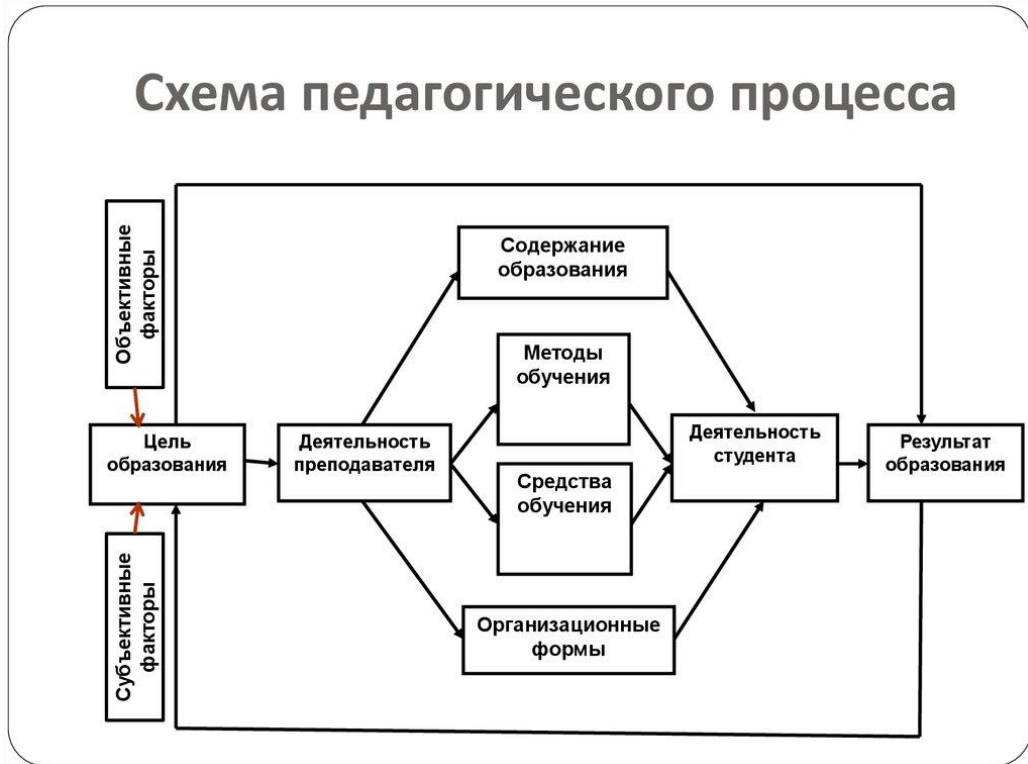 Схема педагогического процесса
Объективные
факторы
Содержание
образования
Методы
обучения
Цель
образования
Деятельность
преподавателя
Деятельность
студента
Результат
образования
Средства
обучения
Субъективные
факторы
Организационные
формы